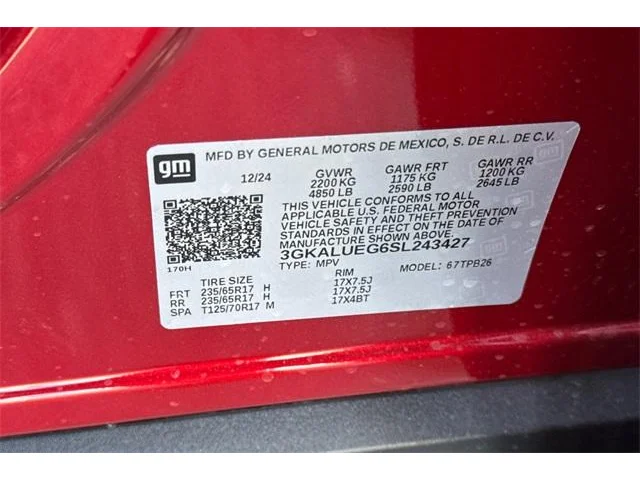 gm
MFD BY GENERAL MOTORS DE MEXICO, S. DE R.L. DE C.V.
12/24 GVWR GAWR FRT GAWR RR
2200 KG 1175 KG 1200 KG
4850 LB 2590 LB 2645 LB
THIS VEHICLE CONFORMS TO ALL
APPLICABLE U.S. FEDERAL MOTOR
VEHICLE SAFETY AND THEFT PREVENTION
STANDARDS IN EFFECT ON THE DATE OF
MANUFACTURE SHOWN ABOVE.
3GKALUEG6SL243427
170H
TYPE: MPV MODEL: 67TPB26
TIRE SIZE RIM
FRT 235/65R17 H 17X7.5J
RR 235/65R17 H 17X7.5J
SPA T125/70R17 M 17X4BT